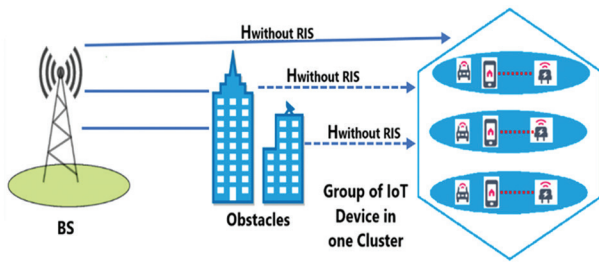 Hwithout RIS
Hwithout RIS
Hwithout RIS
BS
Obstacles
Group of IoT
Device in
one Cluster